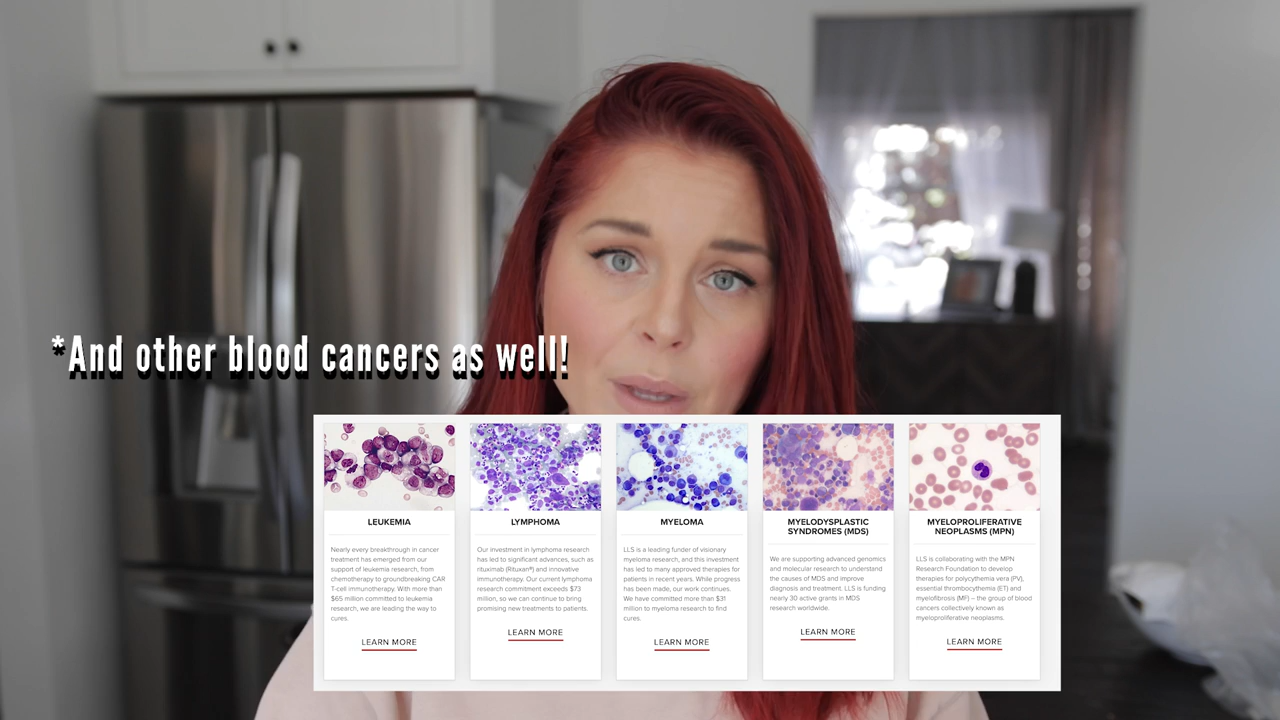 *And other blood cancers as well!
LEUKEMIA
Nearly every breakthrough in cancer
treatment has emerged from our
support of leukemia research, from
chemotherapy to groundbreaking CAR
T-cell immunotherapy. With more than
$65 million committed to leukemia
research, we are leading the way to
cures.
LEARN MORE
LYMPHOMA
Our investment in lymphoma research
has led to significant advances, such as
rituximab (Rituxan®) and innovative
immunotherapy. Our current lymphoma
research commitment exceeds $73
million, so we can continue to bring
promising new treatments to patients.
LEARN MORE
MYELOMA
LLS is a leading funder of visionary
myeloma research, and this investment
has led to many approved therapies for
patients in recent years. While progress
has been made, our work continues.
We have committed more than $31
million to myeloma research to find
cures.
LEARN MORE
MYELODYSPLASTIC
SYNDROMES (MDS)
We are supporting advanced genomics
and molecular research to understand
the causes of MDS and improve
diagnosis and treatment. LLS is funding
nearly 30 active grants in MDS
research worldwide.
LEARN MORE
MYELOPROLIFERATIVE
NEOPLASMS (MPN)
LLS is collaborating with the MPN
Research Foundation to develop
therapies for polycythemia vera (PV),
essential thrombocythemia (ET) and
myelofibrosis (MF) – the group of blood
cancers collectively known as
myeloproliferative neoplasms.
LEARN MORE